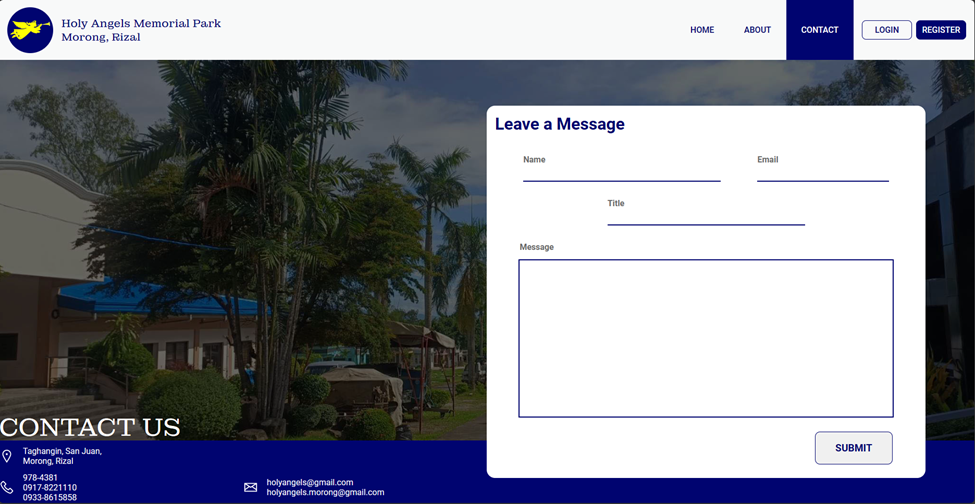 Holy Angels Memorial Park
Morong, Rizal
HOME
ABOUT
CONTACT
LOGIN
REGISTER
Leave a Message
Name
Email
Title
Message
SUBMIT
CONTACT US
Taghangin, San Juan,
Morong, Rizal
978-4381
0917-8221110
0933-8615858
holyangels@gmail.com
holyangels.morong@gmail.com